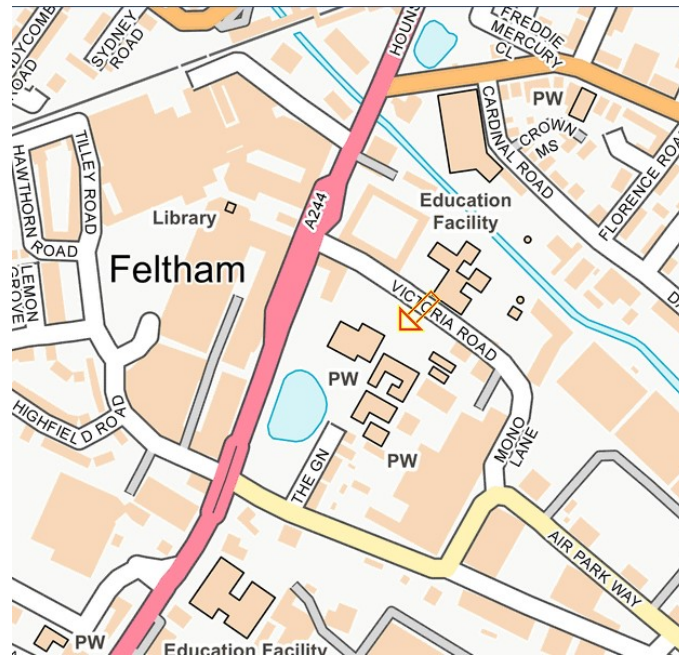 SYDNEY
ROAD
HOUNS
FREDDIE
MERCURY
CL
PW
CARDINAL ROAD
CROWN
MS
FLORENCE ROAD
TILLEY ROAD
HAWTHORN ROAD
LEMON
GROVE
Library
A244
Education
Facility
Feltham
VICTORIA ROAD
PW
PW
HIGHFIELD ROAD
THE GN
MONO
LANE
AIR PARK WAY
PW
Education Facility